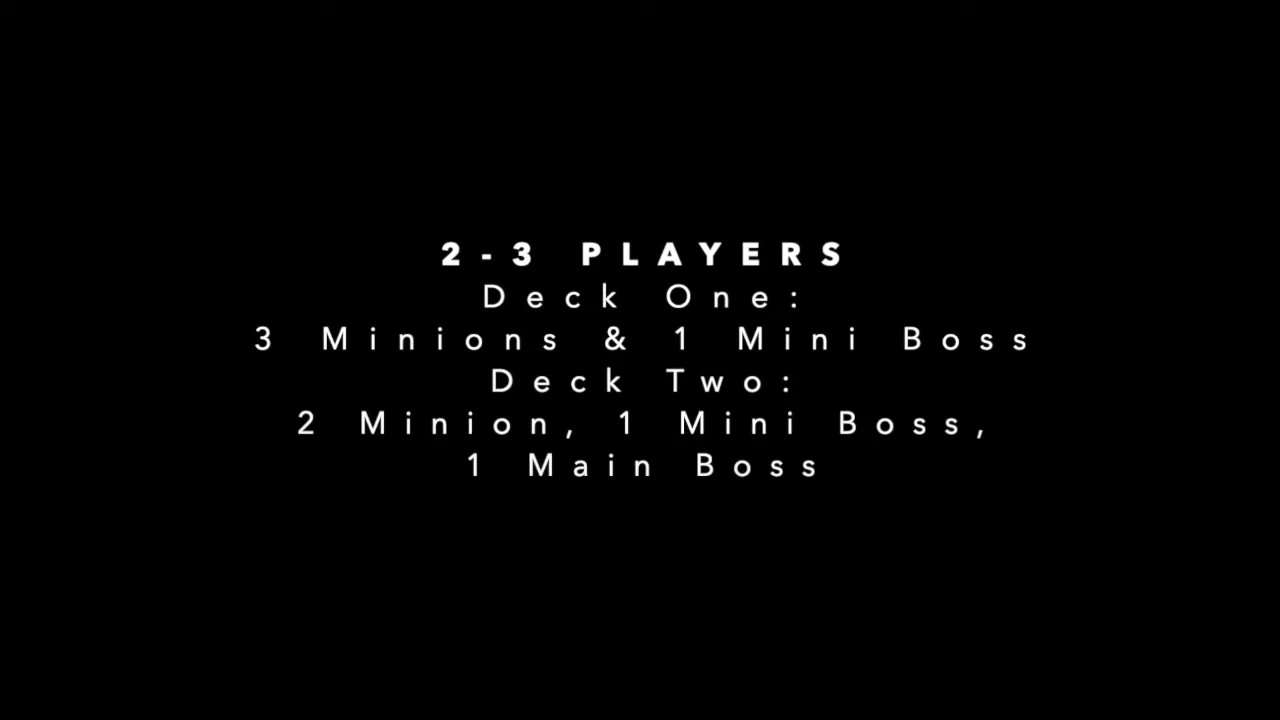 2-3 PLAYERS
Deck One:
3 Minions & 1 Mini Boss
Deck Two:
2 Minion, 1 Mini Boss,
1 Main Boss